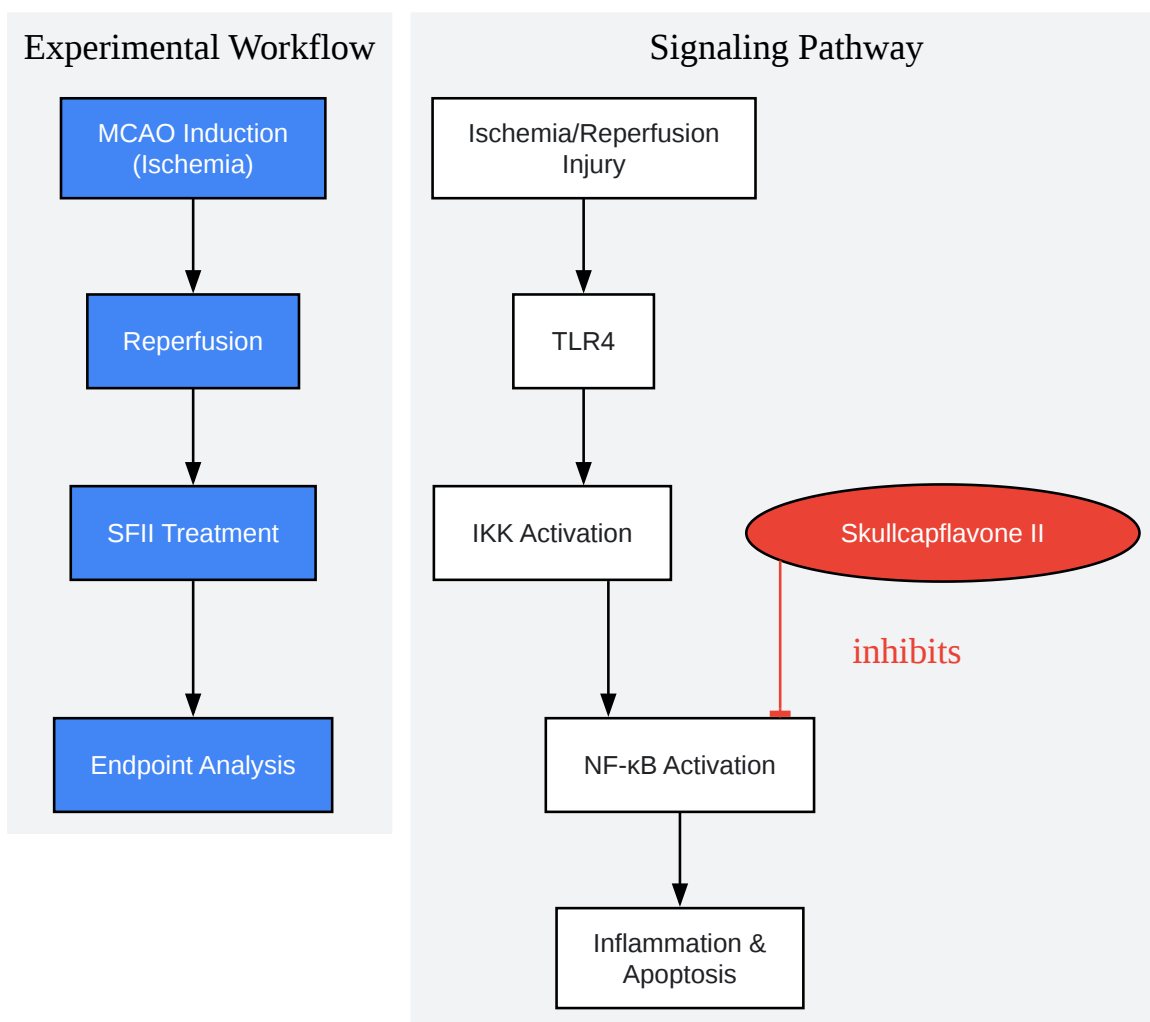 Experimental Workflow
MCAO Induction
(Ischemia)
Reperfusion
SFII Treatment
Endpoint Analysis
Signaling Pathway
Ischemia/Reperfusion
Injury
TLR4
IKK Activation
Skullcapflavone II
inhibits
NF-κB Activation
Inflammation &
Apoptosis